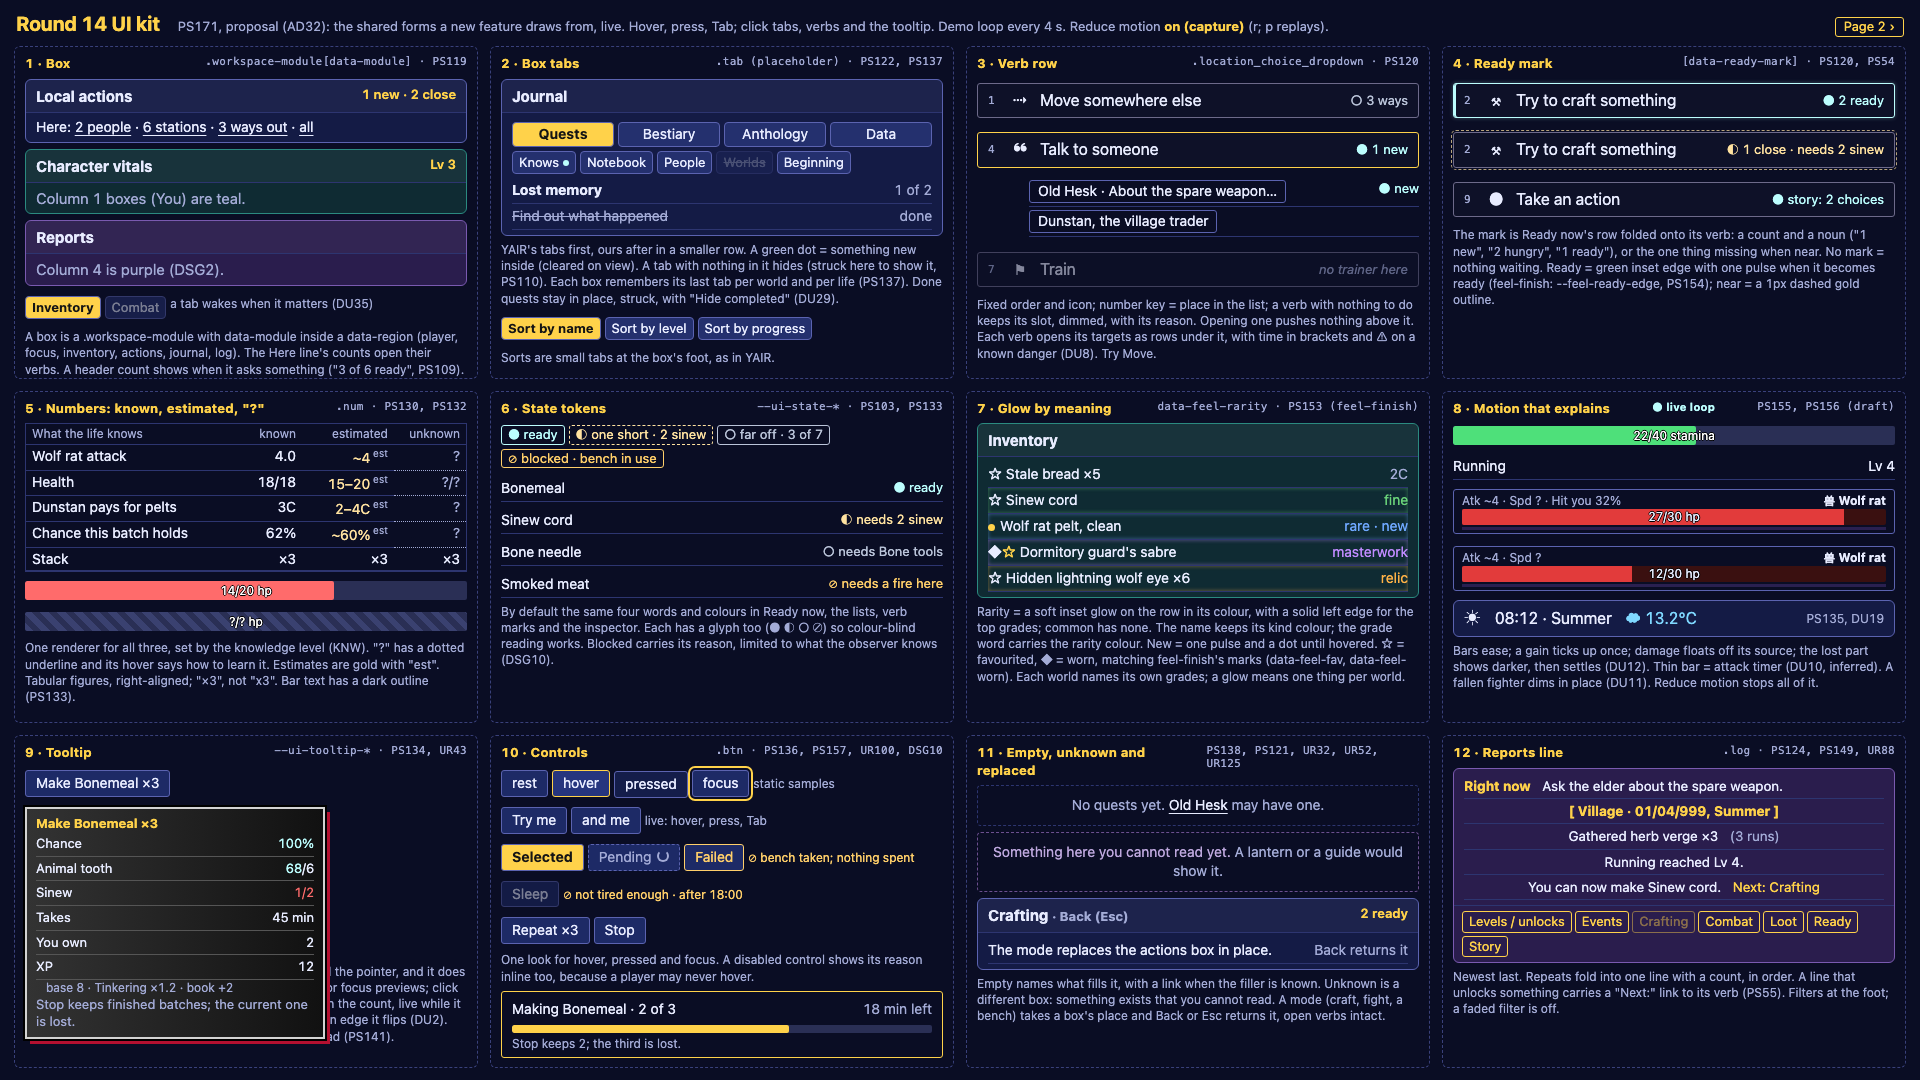 Round 14 UI kit
PS171, proposal (AD32): the shared forms a new feature draws from, live. Hover, press, Tab; click tabs, verbs and the tooltip. Demo loop every 4 s. Reduce motion on (capture) (r; p replays).
Page 2 ›
1 · Box
.workspace-module[data-module] · PS119
Local actions
1 new · 2 close
Here: 2 people · 6 stations · 3 ways out · all
Character vitals
Lv 3
Column 1 boxes (You) are teal.
Reports
Column 4 is purple (DSG2).
Inventory
Combat
a tab wakes when it matters (DU35)
A box is a .workspace-module with data-module inside a data-region (player,
focus, inventory, actions, journal, log). The Here line's counts open their
verbs. A header count shows when it asks something ("3 of 6 ready", PS109).
2 · Box tabs
.tab (placeholder) · PS122, PS137
Journal
Quests
Bestiary
Anthology
Data
Knows
Notebook
People
Worlds
Beginning
Lost memory
1 of 2
Find out what happened
done
YAIR's tabs first, ours after in a smaller row. A green dot = something new
inside (cleared on view). A tab with nothing in it hides (struck here to show it,
PS110). Each box remembers its last tab per world and per life (PS137). Done
quests stay in place, struck, with "Hide completed" (DU29).
Sort by name
Sort by level
Sort by progress
Sorts are small tabs at the box's foot, as in YAIR.
3 · Verb row
.location_choice_dropdown · PS120
1
Move somewhere else
3 ways
4
Talk to someone
1 new
Old Hesk · About the spare weapon...
new
Dunstan, the village trader
7
Train
no trainer here
Fixed order and icon; number key = place in the list; a verb with nothing to do
keeps its slot, dimmed, with its reason. Opening one pushes nothing above it.
Each verb opens its targets as rows under it, with time in brackets and ⚠ on a
known danger (DU8). Try Move.
4 · Ready mark
[data-ready-mark] · PS120, PS54
2
Try to craft something
2 ready
2
Try to craft something
1 close · needs 2 sinew
9
Take an action
story: 2 choices
The mark is Ready now's row folded onto its verb: a count and a noun ("1
new", "2 hungry", "1 ready"), or the one thing missing when near. No mark =
nothing waiting. Ready = green inset edge with one pulse when it becomes
ready (feel-finish: --feel-ready-edge, PS154); near = a 1px dashed gold
outline.
5 · Numbers: known, estimated, "?"
.num · PS130, PS132
What the life knows known estimated unknown
Wolf rat attack 4.0 ~4 est ?
Health 18/18 15–20 est ?/?
Dunstan pays for pelts 3C 2–4C est ?
Chance this batch holds 62% ~60% est ?
Stack ×3 ×3 ×3
14/20 hp
?/? hp
One renderer for all three, set by the knowledge level (KNW). "?" has a dotted
underline and its hover says how to learn it. Estimates are gold with "est".
Tabular figures, right-aligned; "×3", not "x3". Bar text has a dark outline
(PS133).
6 · State tokens
--ui-state-* · PS103, PS133
ready
one short · 2 sinew
far off · 3 of 7
⊘ blocked · bench in use
Bonemeal
ready
Sinew cord
needs 2 sinew
Bone needle
needs Bone tools
Smoked meat
⊘ needs a fire here
By default the same four words and colours in Ready now, the lists, verb
marks and the inspector. Each has a glyph too (● ◐ ○ ⊘) so colour-blind
reading works. Blocked carries its reason, limited to what the observer knows
(DSG10).
7 · Glow by meaning
data-feel-rarity · PS153 (feel-finish)
Inventory
☆ Stale bread ×5
2C
☆ Sinew cord
fine
Wolf rat pelt, clean
rare · new
◆☆ Dormitory guard's sabre
masterwork
☆ Hidden lightning wolf eye ×6
relic
Rarity = a soft inset glow on the row in its colour, with a solid left edge for the
top grades; common has none. The name keeps its kind colour; the grade
word carries the rarity colour. New = one pulse and a dot until hovered. ☆ =
favourited, ◆ = worn, matching feel-finish's marks (data-feel-fav, data-feel-
worn). Each world names its own grades; a glow means one thing per world.
8 · Motion that explains
live loop
PS155, PS156 (draft)
22/40 stamina
Running
Lv 4
Atk ~4 · Spd ? · Hit you 32%
Wolf rat
27/30 hp
Atk ~4 · Spd ?
Wolf rat
12/30 hp
08:12 · Summer
13.2°C
PS135, DU19
Bars ease; a gain ticks up once; damage floats off its source; the lost part
shows darker, then settles (DU12). Thin bar = attack timer (DU10, inferred). A
fallen fighter dims in place (DU11). Reduce motion stops all of it.
9 · Tooltip
--ui-tooltip-* · PS134, UR43
Make Bonemeal ×3
Make Bonemeal ×3
Chance 100%
Animal tooth 68/6
Sinew 1/2
Takes 45 min
You own 2
XP 12
base 8 · Tinkering ×1.2 · book +2
Stop keeps finished batches; the current one
is lost.
the pointer, and it does
or focus previews; click
the count, live while it
edge it flips (DU2).
(PS141).
10 · Controls
.btn · PS136, PS157, UR100, DSG10
rest
hover
pressed
focus
static samples
Try me
and me
live: hover, press, Tab
Selected
Pending
Failed
⊘ bench taken; nothing spent
Sleep
⊘ not tired enough · after 18:00
Repeat ×3
Stop
One look for hover, pressed and focus. A disabled control shows its reason
inline too, because a player may never hover.
Making Bonemeal · 2 of 3
18 min left
Stop keeps 2; the third is lost.
11 · Empty, unknown and
replaced
PS138, PS121, UR32, UR52,
UR125
No quests yet. Old Hesk may have one.
Something here you cannot read yet. A lantern or a guide would
show it.
Crafting · Back (Esc)
2 ready
The mode replaces the actions box in place.
Back returns it
Empty names what fills it, with a link when the filler is known. Unknown is a
different box: something exists that you cannot read. A mode (craft, fight, a
bench) takes a box's place and Back or Esc returns it, open verbs intact.
12 · Reports line
.log · PS124, PS149, UR88
Right now Ask the elder about the spare weapon.
[ Village · 01/04/999, Summer ]
Gathered herb verge ×3 (3 runs)
Running reached Lv 4.
You can now make Sinew cord. Next: Crafting
Levels / unlocks
Events
Crafting
Combat
Loot
Ready
Story
Newest last. Repeats fold into one line with a count, in order. A line that
unlocks something carries a "Next:" link to its verb (PS55). Filters at the foot;
a faded filter is off.